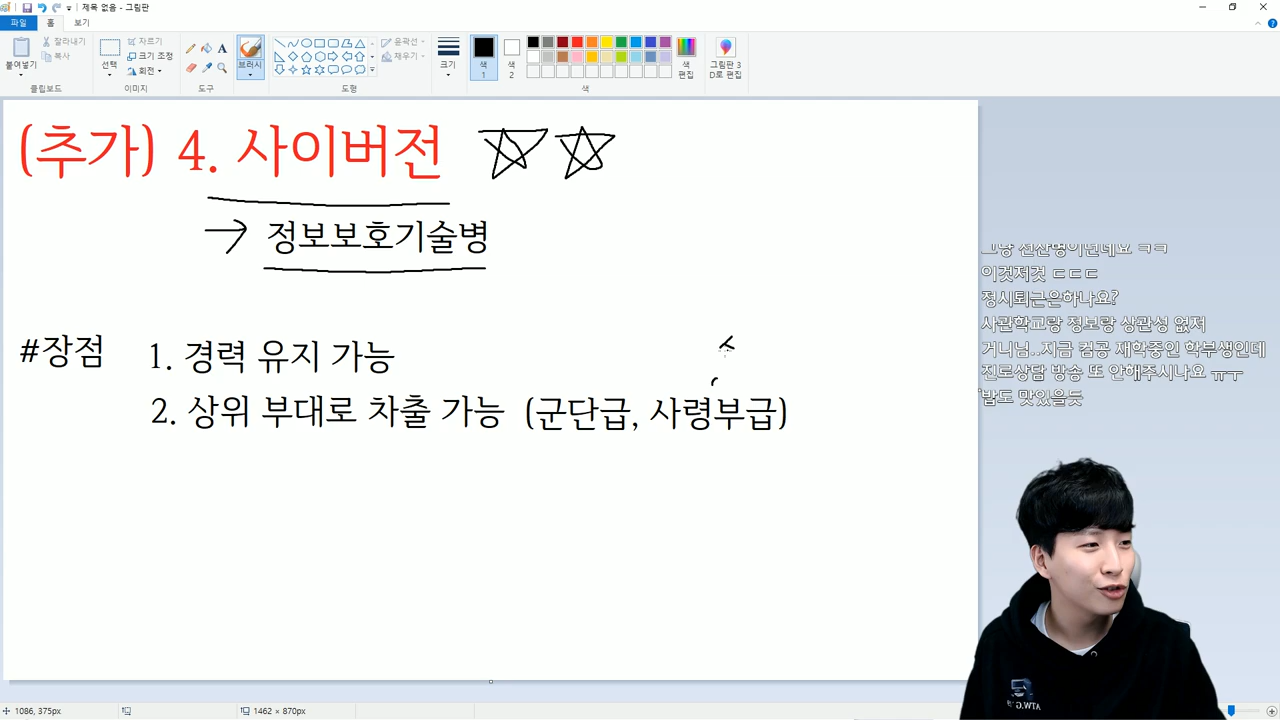 제목 없음 - 그림판
파일 홈 보기
붙여넣기
잘라내기
복사
클립보드
선택
자르기
크기 조정
회전
이미지
A
도구
브러시
윤곽선
채우기
도형
크기
색 1
색 2
색 편집
색
그림판 3D로 편집
(추가) 4. 사이버전
정보보호기술병
#장점 1. 경력 유지 가능
2. 상위 부대로 차출 가능 (군단급, 사령부급)
이것저것 ㄷㄷㄷ
정시퇴근은하나요?
사관학교랑 정보랑 상관성 없져
거니님..지금 컴공 재학중인 학부생인데
진로상담 방송 또 안해주시나요 ㅠㅜ
밥도 맛있을듯
1086, 375px
1462 × 870px